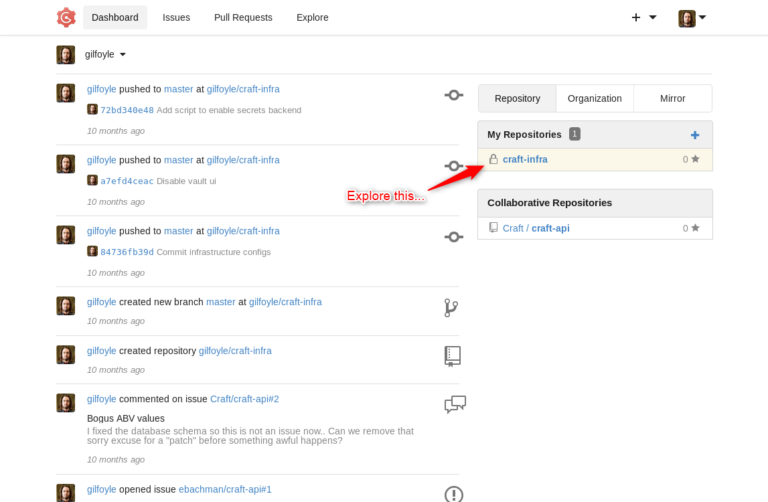 Dashboard Issues Pull Requests Explore
gilfoyle
gilfoyle pushed to master at gilfoyle/craft-infra
72bd340e48 Add script to enable secrets backend
10 months ago
gilfoyle pushed to master at gilfoyle/craft-infra
a7efd4ceac Disable vault ui
10 months ago
gilfoyle pushed to master at gilfoyle/craft-infra
84736fb39d Commit infrastructure configs
10 months ago
gilfoyle created new branch master at gilfoyle/craft-infra
10 months ago
gilfoyle created repository gilfoyle/craft-infra
10 months ago
gilfoyle commented on issue Craft/craft-api#2
Bogus ABV values
I fixed the database schema so this is not an issue now.. Can we remove that
sorry excuse for a "patch" before something awful happens?
10 months ago
gilfoyle opened issue ebachman/craft-api#1
Explore this...
Repository Organization Mirror
My Repositories 1
craft-infra 0
Collaborative Repositories
Craft / craft-api 0